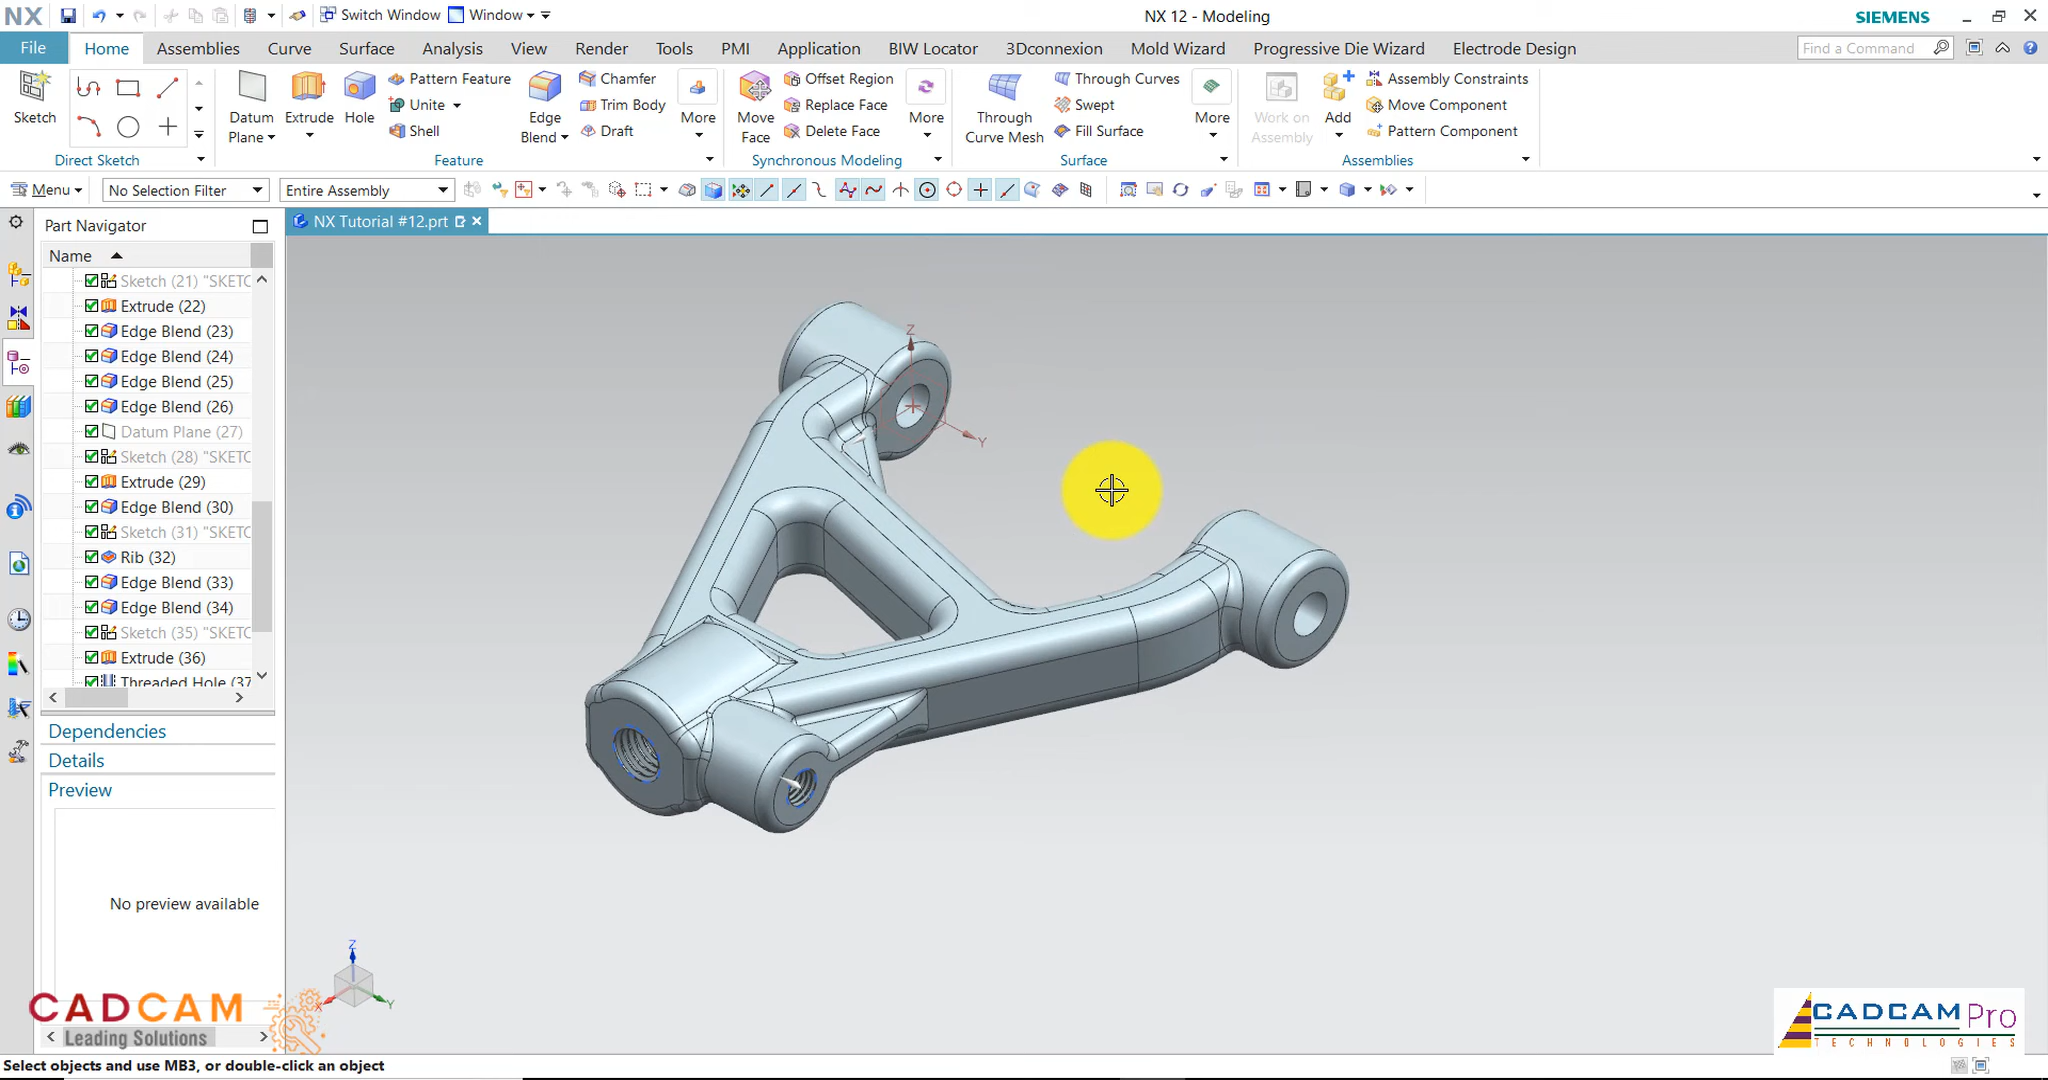 NX Switch Window Window NX 12 - Modeling SIEMENS
File Home Assemblies Curve Surface Analysis View Render Tools PMI Application BIW Locator 3Dconnexion Mold Wizard Progressive Die Wizard Electrode Design Find a Command
Sketch
Direct Sketch
Datum Plane
Extrude
Hole
Pattern Feature
Unite
Shell
Edge Blend
Chamfer
Trim Body
Draft
More
Feature
Move Face
Offset Region
Replace Face
Delete Face
More
Synchronous Modeling
Through Curve Mesh
Through Curves
Swept
Fill Surface
More
Surface
Work on Assembly
Add
Assembly Constraints
Move Component
Pattern Component
Assemblies
Menu No Selection Filter Entire Assembly
Part Navigator
NX Tutorial #12.prt
Name
Sketch (21) "SKETC
Extrude (22)
Edge Blend (23)
Edge Blend (24)
Edge Blend (25)
Edge Blend (26)
Datum Plane (27)
Sketch (28) "SKETC
Extrude (29)
Edge Blend (30)
Sketch (31) "SKETC
Rib (32)
Edge Blend (33)
Edge Blend (34)
Sketch (35) "SKETC
Extrude (36)
Threaded Hole (37
Dependencies
Details
Preview
No preview available
Z
Y
Z
X
Y
CADCAM
Leading Solutions
CADCAM Pro
TECHNOLOGIES
Select objects and use MB3, or double-click an object